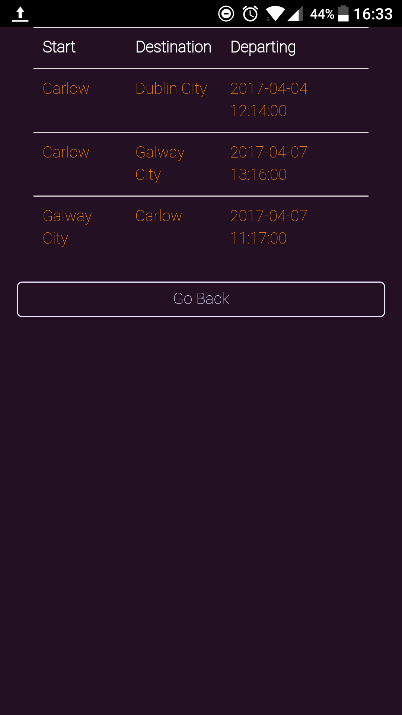 44% 16:33
Start Destination Departing
Carlow Dublin City 2017-04-04
12:14:00
Carlow Galway 2017-04-07
City 13:16:00
Galway Carlow 2017-04-07
City 11:17:00
Go Back